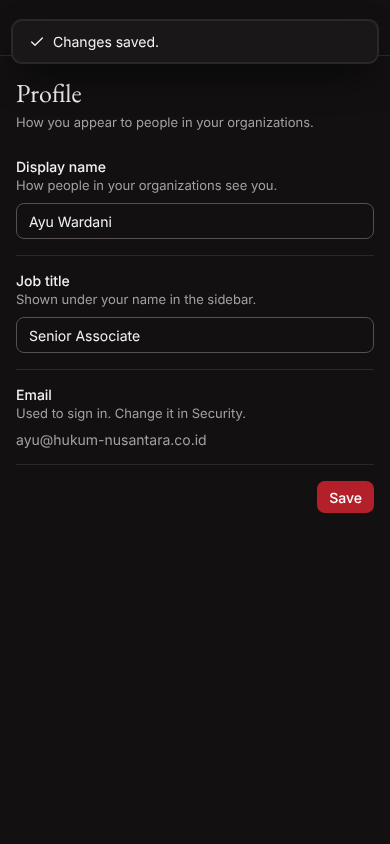 Changes saved.
Profile
How you appear to people in your organizations.
Display name
How people in your organizations see you.
Ayu Wardani
Job title
Shown under your name in the sidebar.
Senior Associate
Email
Used to sign in. Change it in Security.
ayu@hukum-nusantara.co.id
Save